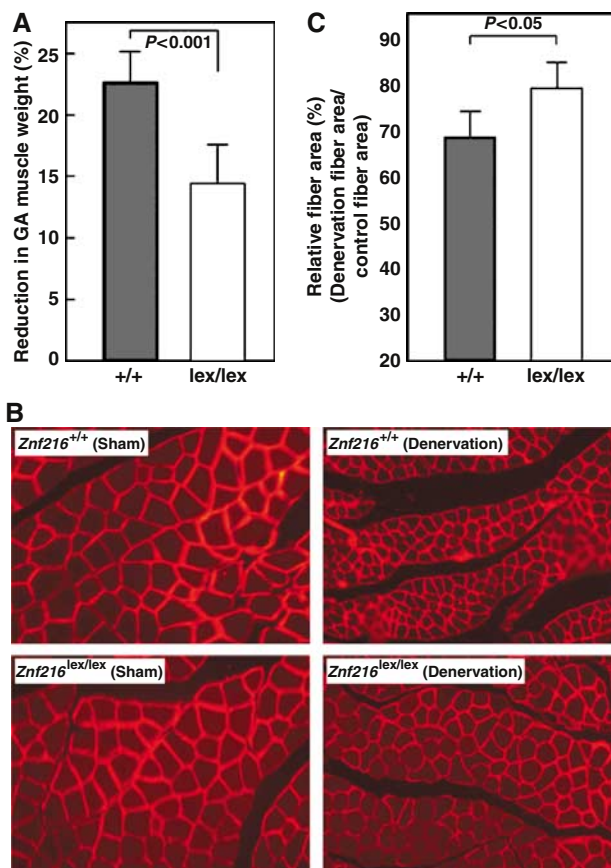 A
Reduction in GA muscle weight (%)
25
20
15
10
5
0
P<0.001
+/+
lex/lex
C
Relative fiber area (%)
(Denervation fiber area/
control fiber area)
90
80
70
60
50
40
30
20
P<0.05
+/+
lex/lex
B
Znf216+/+ (Sham)
Znf216+/+ (Denervation)
Znf216lex/lex (Sham)
Znf216lex/lex (Denervation)